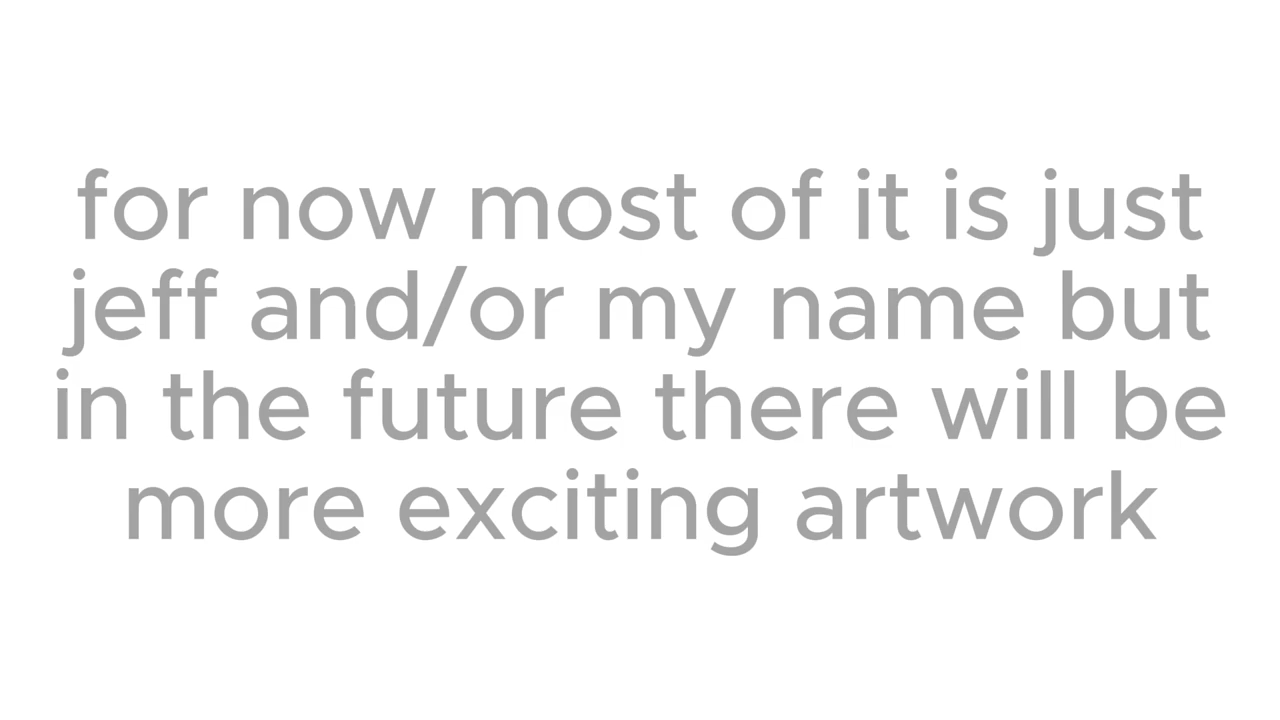 for now most of it is just
jeff and/or my name but
in the future there will be
more exciting artwork